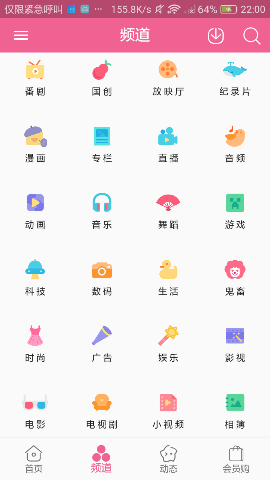 仅限紧急呼叫 ··· 155.8K/s 64% 22:00
频道
番剧 国创 放映厅 纪录片
漫画 专栏 直播 音频
动画 音乐 舞蹈 游戏
科技 数码 生活 鬼畜
时尚 广告 娱乐 影视
电影 电视剧 小视频 相簿
首页 频道 动态 会员购